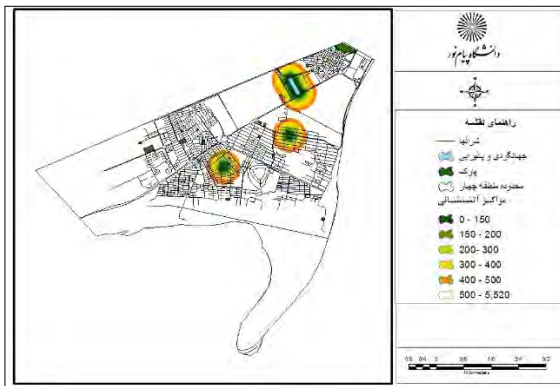 دانشگاه پیام نور
راهنمای نقشه
شریانها
جهانگردی و پذیرایی
پارک
محدوده منطقه چهار
مراکز آتشنشانی
0 - 150
150 - 200
200- 300
300 - 400
400 - 500
500 - 5,520